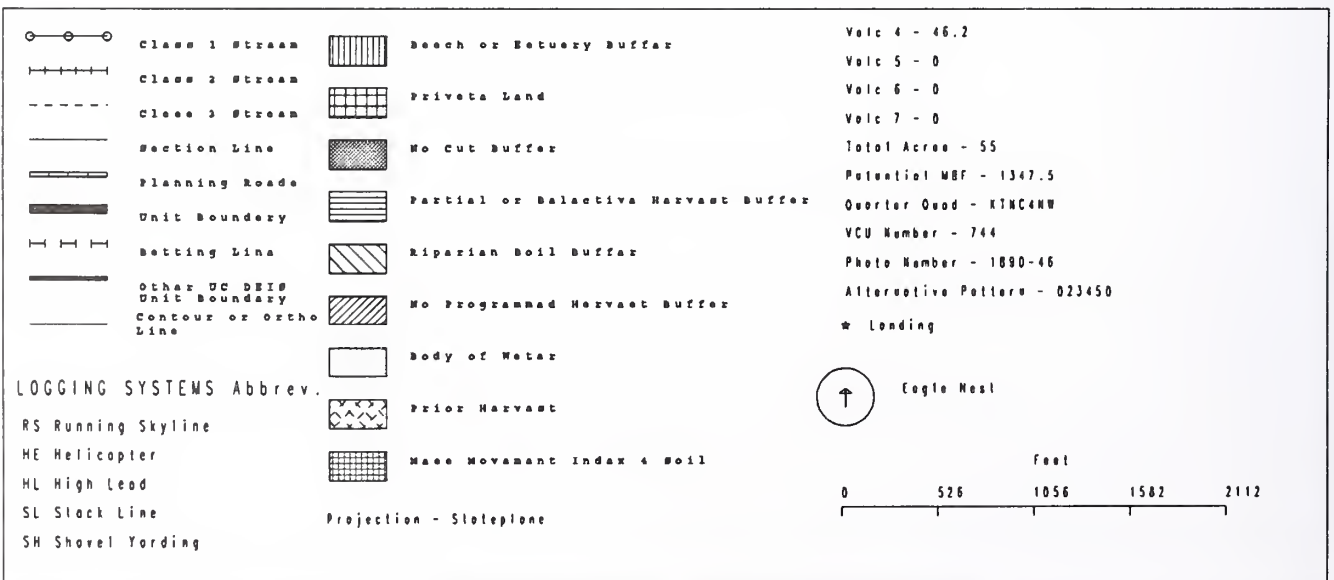 Class 1 Stream
Class 2 Stream
Class 3 Stream
Section Line
Planning Roads
Unit Boundary
Setting Line
Other UC DEIS
Unit Boundary
Contour or Ortho
Line
LOGGING SYSTEMS Abbrev.
RS Running Skyline
HE Helicopter
HL High Lead
SL Slack Line
SH Shovel Yarding
Beach or Estuary Buffer
Private Land
No Cut Buffer
Partial or Selective Harvest Buffer
Riparian Soil Buffer
No Programmed Harvest Buffer
Body of Water
Prior Harvest
Mass Movement Index 4 Soil
Projection - Stateplane
Volc 4 - 46.2
Volc 5 - 0
Volc 6 - 0
Volc 7 - 0
Total Acres - 55
Potential MBF - 1347.5
Quarter Quad - KTNC4NW
VCU Number - 744
Photo Number - 1890-46
Alternative Pattern - 023450
★ Landing
Eagle Nest
Feet
0 526 1056 1582 2112